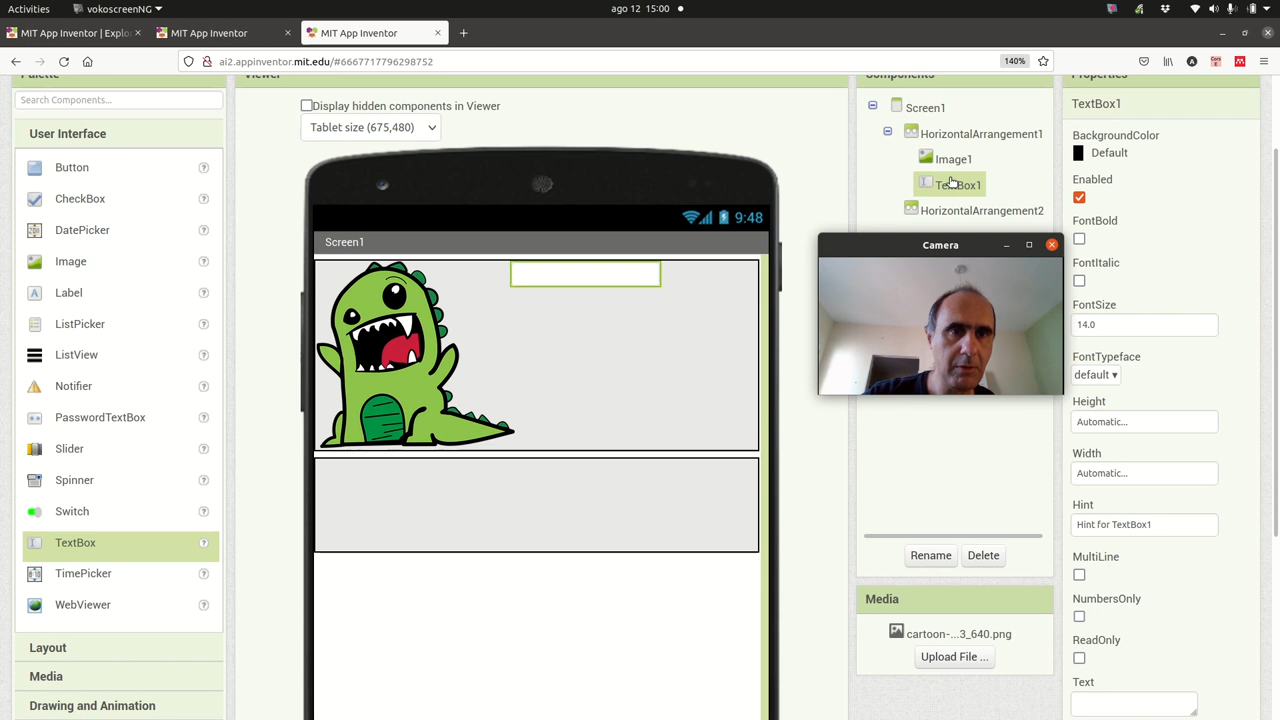 Activities
vokoscreenNG
ago 12 15:00
MIT App Inventor | Explo
MIT App Inventor
MIT App Inventor
ai2.appinventor.mit.edu/#6667717796298752
140%
Palette
Viewer
Components
Properties
Search Components...
User Interface
Button
CheckBox
DatePicker
Image
Label
ListPicker
ListView
Notifier
PasswordTextBox
Slider
Spinner
Switch
TextBox
TimePicker
WebViewer
Layout
Media
Drawing and Animation
Display hidden components in Viewer
Tablet size (675,480)
9:48
Screen1
Screen1
HorizontalArrangement1
Image1
TextBox1
HorizontalArrangement2
Camera
Rename
Delete
Media
cartoon-...3_640.png
Upload File ...
TextBox1
BackgroundColor
Default
Enabled
FontBold
FontItalic
FontSize
14.0
FontTypeface
default
Height
Automatic...
Width
Automatic...
Hint
Hint for TextBox1
MultiLine
NumbersOnly
ReadOnly
Text